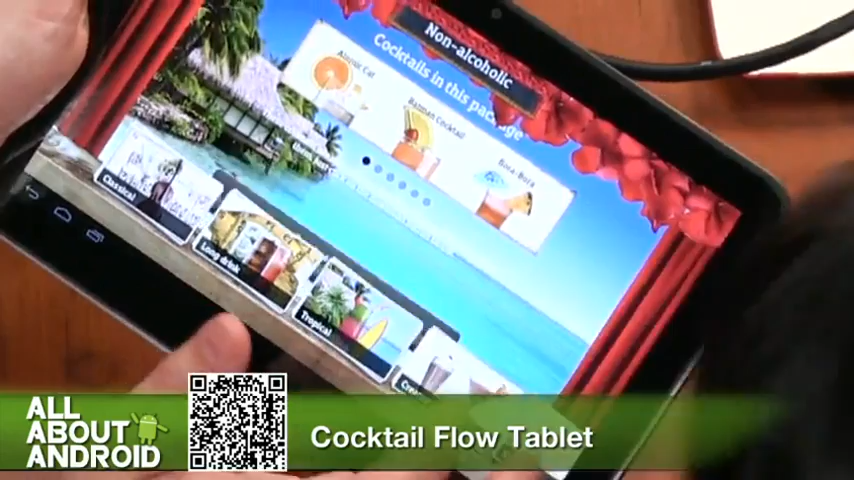 Non-alcoholic
Cocktails in this package
Atomic Cat
Batman Cocktail
Bora-Bora
Classical
Long drink
Tropical
ALL
ABOUT
ANDROID
Cocktail Flow Tablet